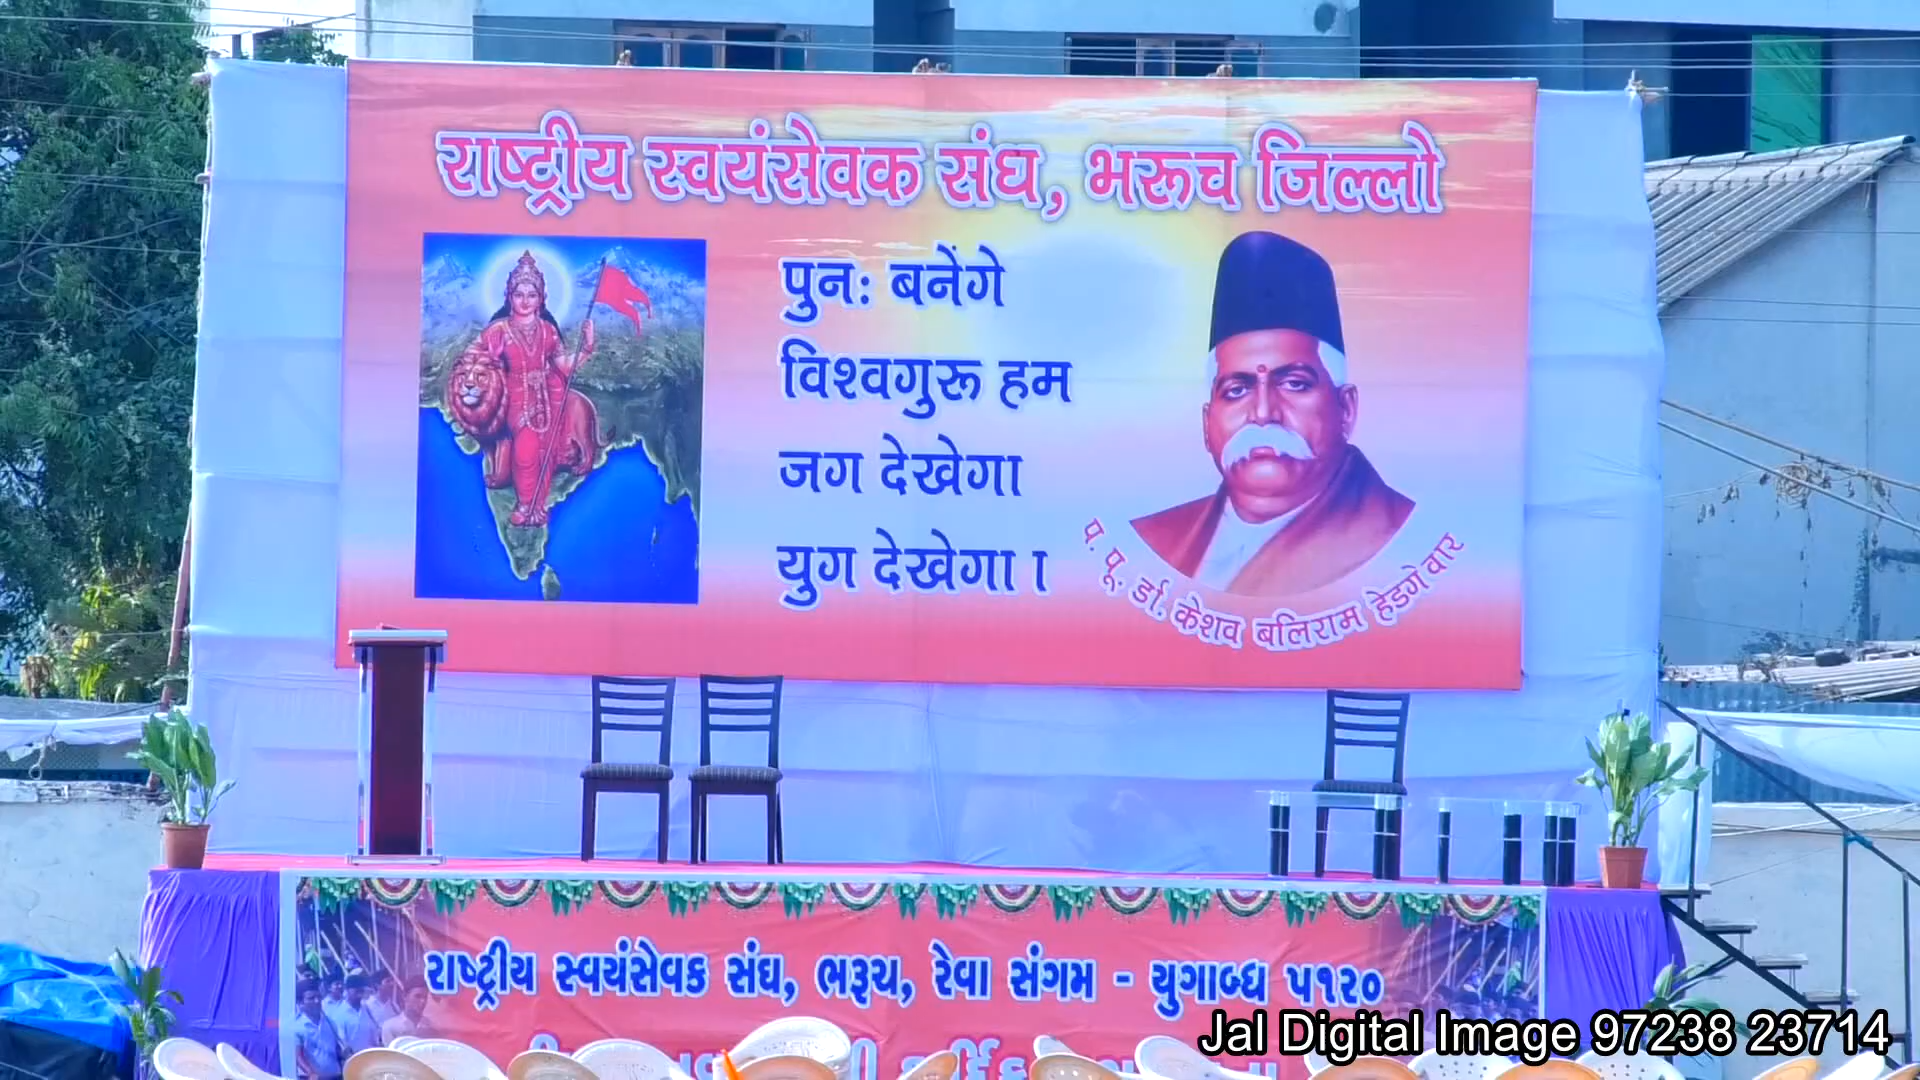 राष्ट्रीय स्वयंसेवक संघ, भरूच जिल्लो
पुनः बनेंगे
विश्वगुरू हम
जग देखेगा
युग देखेगा।
प. पू. डॉ. केशव बलिराम हेडगेवार
રાષ્ટ્રીય સ્વયંસેવક સંઘ, ભરૂચ, રેવા સંગમ - યુગાબ્ધ ૫૧૨૦
Jal Digital Image 97238 23714